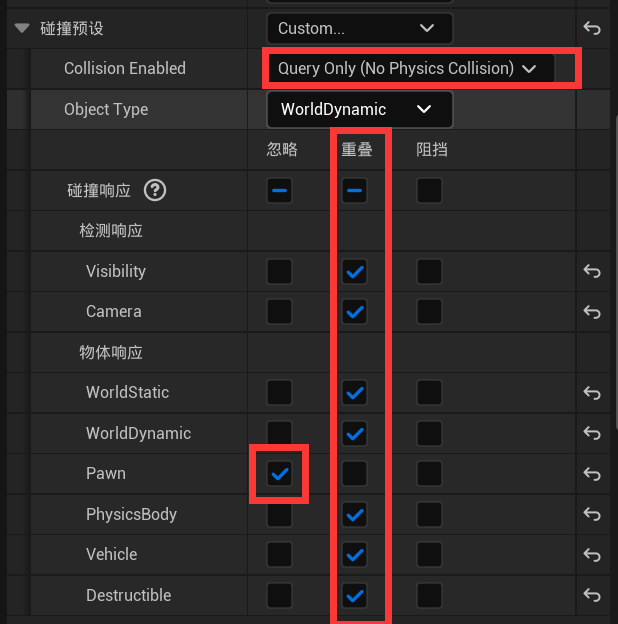 碰撞预设 Custom...
Collision Enabled Query Only (No Physics Collision)
Object Type WorldDynamic
忽略 重叠 阻挡
碰撞响应 ?
检测响应
Visibility
Camera
物体响应
WorldStatic
WorldDynamic
Pawn
PhysicsBody
Vehicle
Destructible